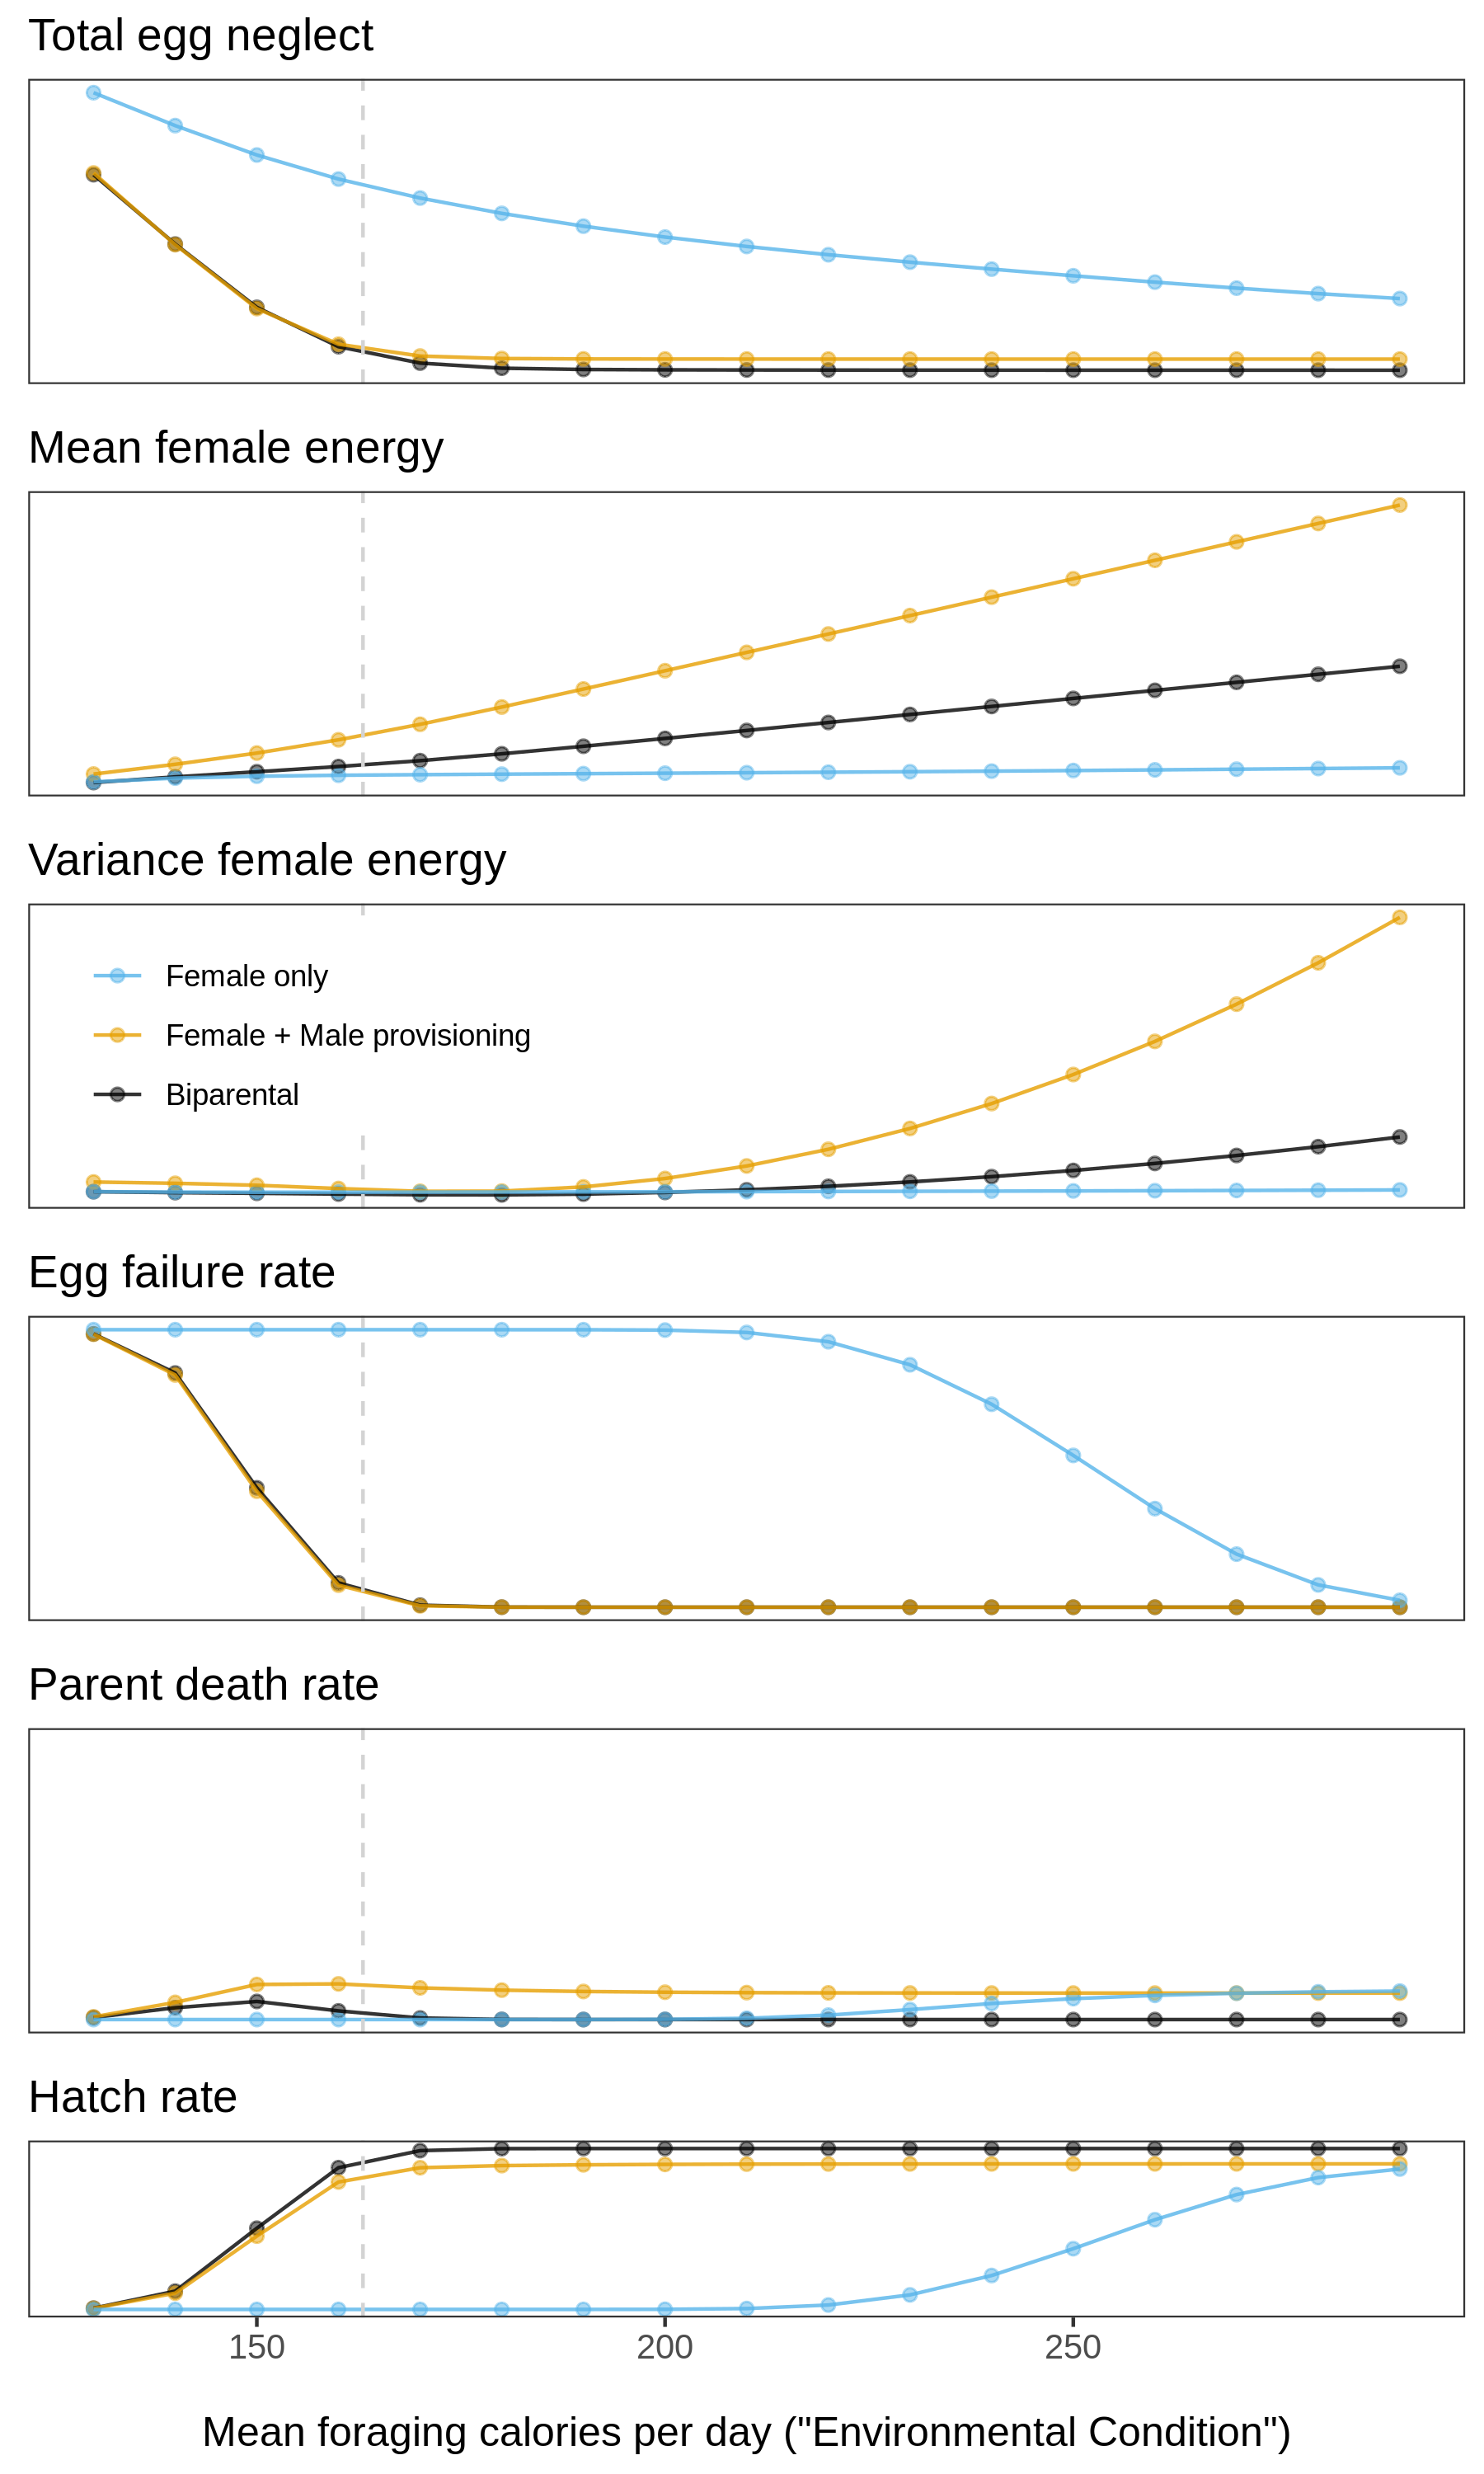 Total egg neglect
Mean female energy
Variance female energy
Female only
Female + Male provisioning
Biparental
Egg failure rate
Parent death rate
Hatch rate
150 200 250
Mean foraging calories per day ("Environmental Condition")